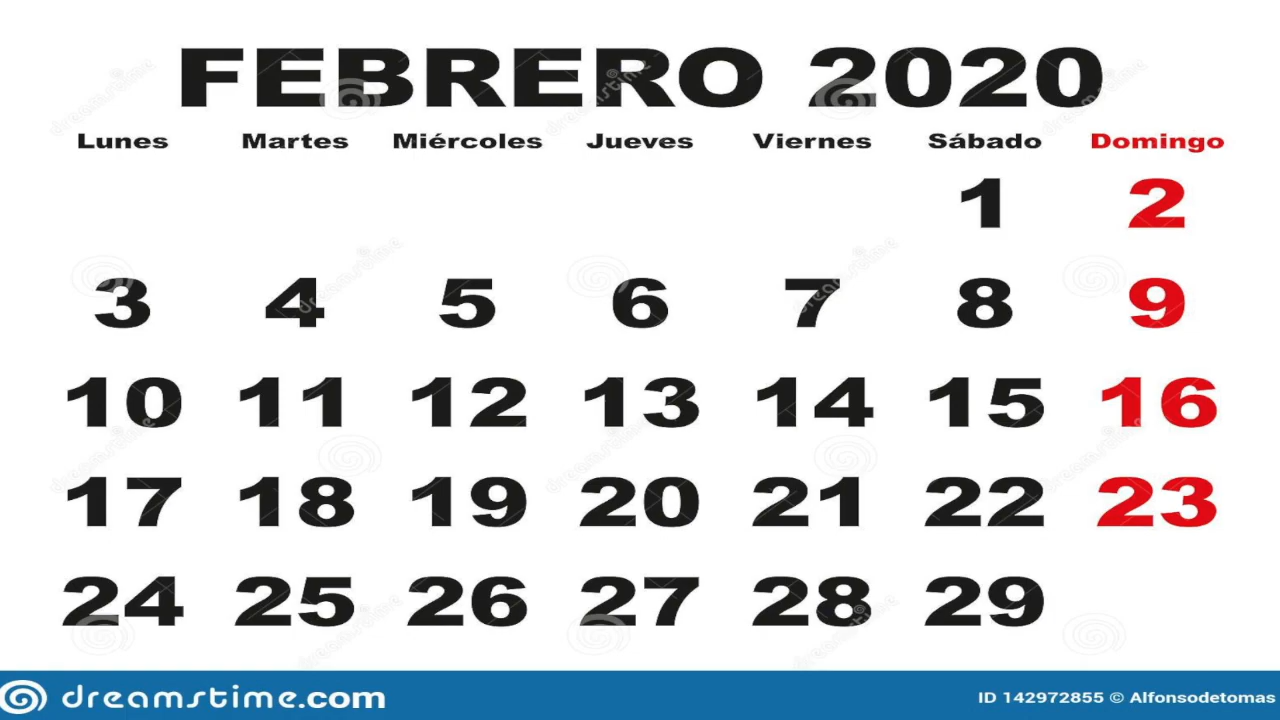 FEBRERO 2020
Lunes Martes Miércoles Jueves Viernes Sábado Domingo
1 2
3 4 5 6 7 8 9
10 11 12 13 14 15 16
17 18 19 20 21 22 23
24 25 26 27 28 29
dreamstime.com ID 142972855 © Alfonsodetomas